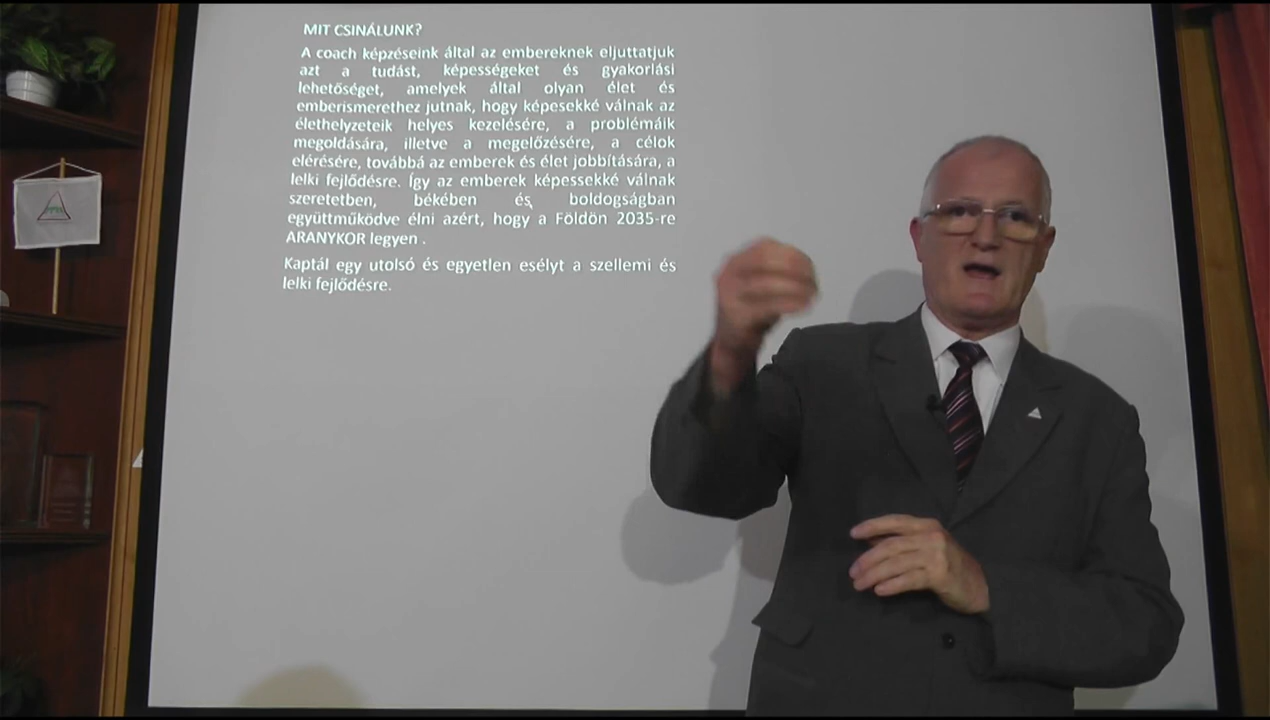 MIT CSINÁLUNK?
A coach képzéseink által az embereknek eljuttatjuk
azt a tudást, képességeket és gyakorlási
lehetőséget, amelyek által olyan élet és
emberismerethez jutnak, hogy képesekké válnak az
élethelyzeteik helyes kezelésére, a problémáik
megoldására, illetve a megelőzésére, a célok
elérésére, továbbá az emberek és élet jobbítására, a
lelki fejlődésre. Így az emberek képessekké válnak
szeretetben, békében és boldogságban
együttműködve élni azért, hogy a Földön 2035-re
ARANYKOR legyen .
Kaptál egy utolsó és egyetlen esélyt a szellemi és
lelki fejlődésre.